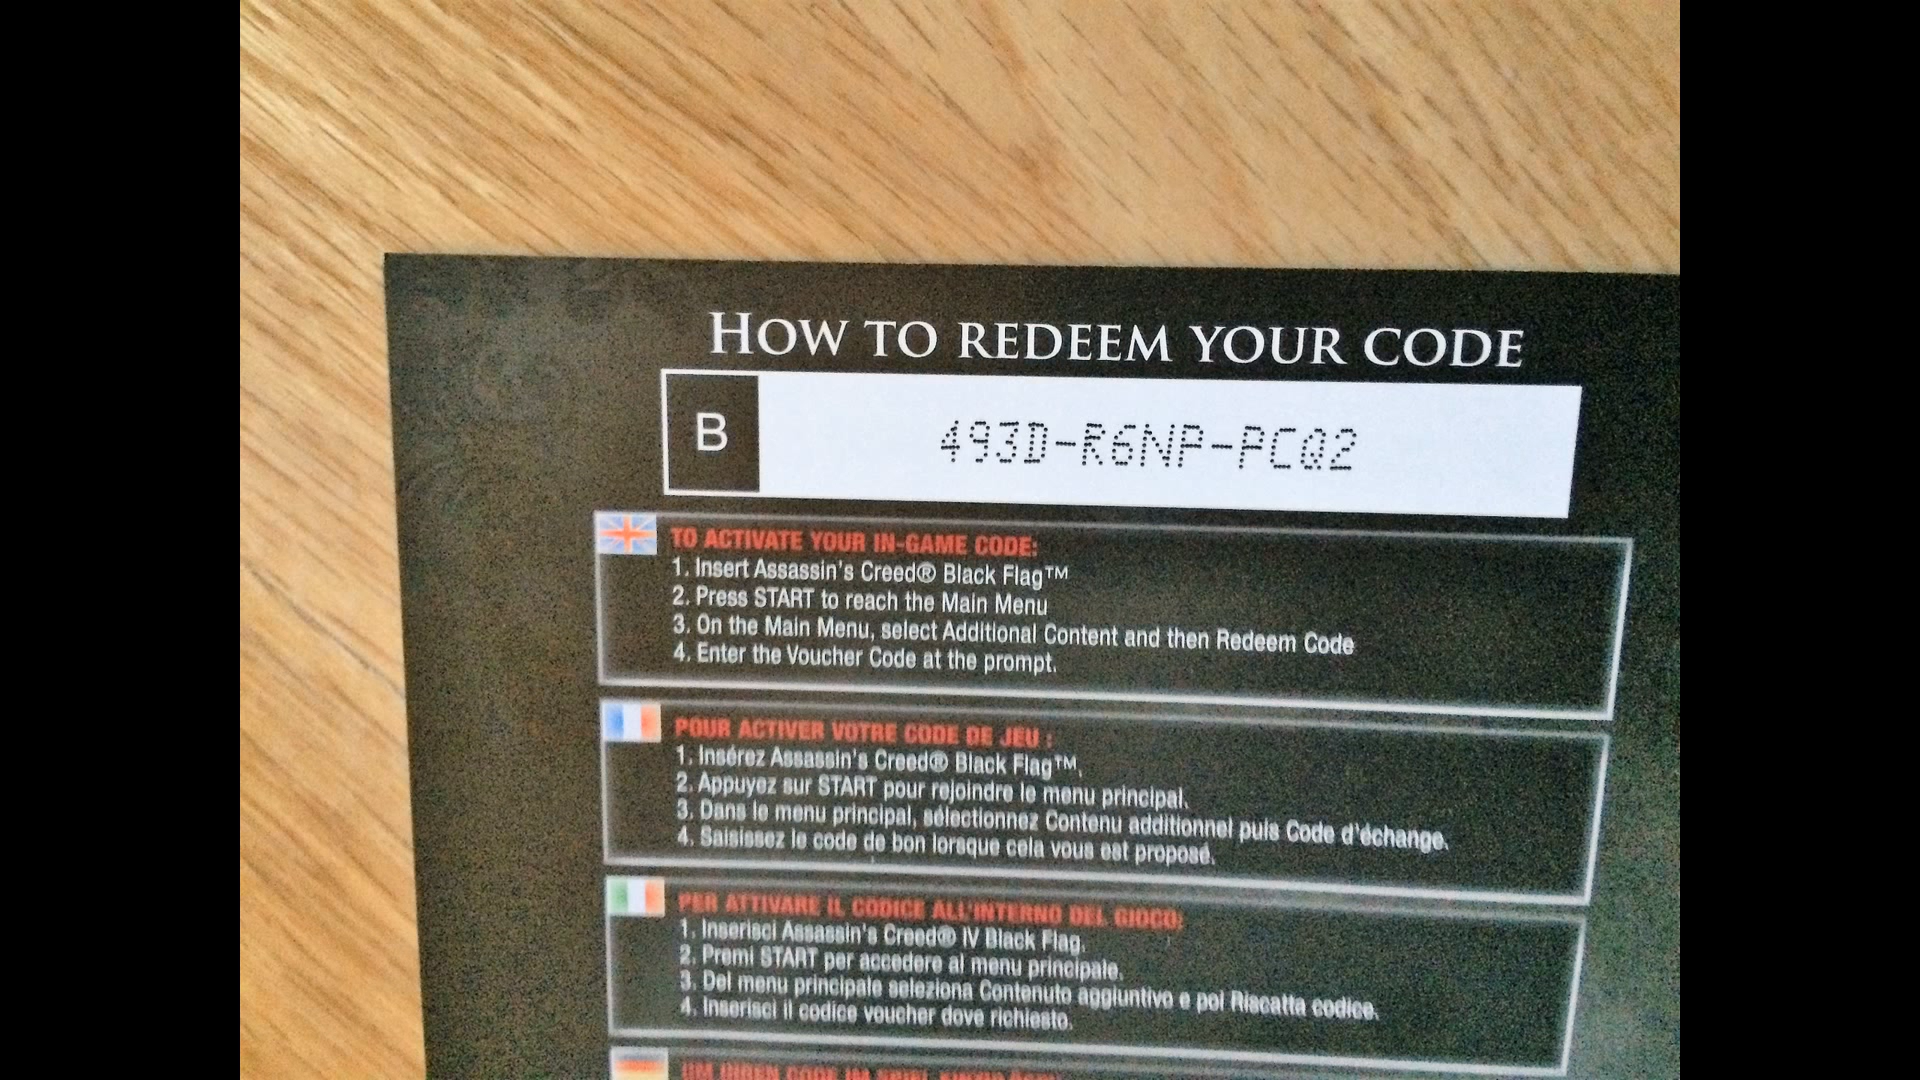 HOW TO REDEEM YOUR CODE
B
493D-R6NP-PCQ2
TO ACTIVATE YOUR IN-GAME CODE:
1. Insert Assassin's Creed® Black Flag™
2. Press START to reach the Main Menu
3. On the Main Menu, select Additional Content and then Redeem Code
4. Enter the Voucher Code at the prompt.
POUR ACTIVER VOTRE CODE DE JEU :
1. Insérez Assassin's Creed® Black Flag™.
2. Appuyez sur START pour rejoindre le menu principal.
3. Dans le menu principal, sélectionnez Contenu additionnel puis Code d'échange.
4. Saisissez le code de bon lorsque cela vous est proposé.
PER ATTIVARE IL CODICE ALL'INTERNO DEL GIOCO:
1. Inserisci Assassin's Creed® IV Black Flag.
2. Premi START per accedere al menu principale.
3. Del menu principale seleziona Contenuto aggiuntivo e poi Riscatta codice.
4. Inserisci il codice voucher dove richiesto.